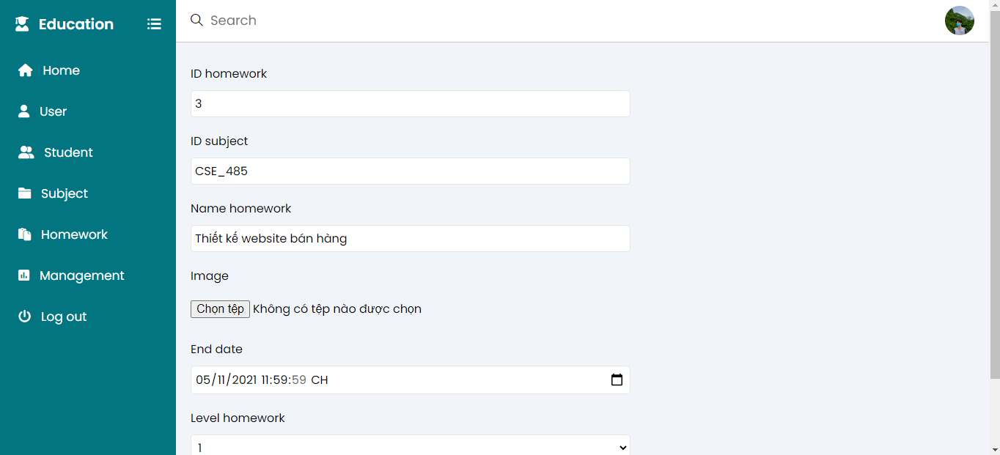 Education
Search
Home
User
Student
Subject
Homework
Management
Log out
ID homework
3
ID subject
CSE_485
Name homework
Thiết kế website bán hàng
Image
Chọn tệp Không có tệp nào được chọn
End date
05/11/2021 11:59:59 CH
Level homework
1